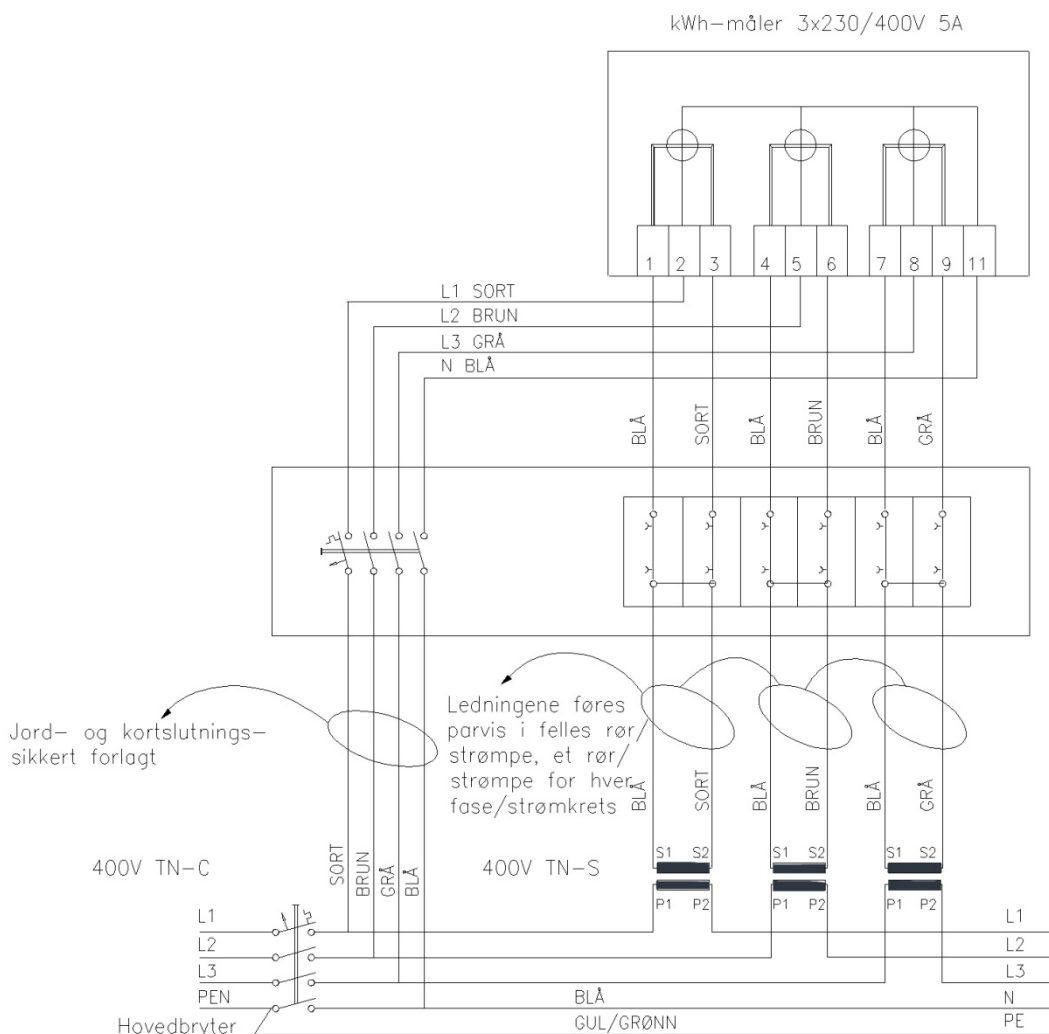 kWh-måler 3x230/400V 5A
1 2 3 4 5 6 7 8 9 11
L1 SORT
L2 BRUN
L3 GRÅ
N BLÅ
BLÅ SORT BLÅ BRUN BLÅ GRÅ
Jord- og kortslutnings-
sikkert forlagt
Ledningene føres
parvis i felles rør
strømpe, et rør/
strømpe for hver
fase/strømkrets
BLÅ SORT BLÅ BRUN BLÅ GRÅ
400V TN-C
SORT BRUN GRÅ BLÅ
400V TN-S
S1 S2 S1 S2 S1 S2
P1 P2 P1 P2 P1 P2
L1 L1
L2 L2
L3 L3
PEN BLÅ N
Hovedbryter GUL/GRØNN PE